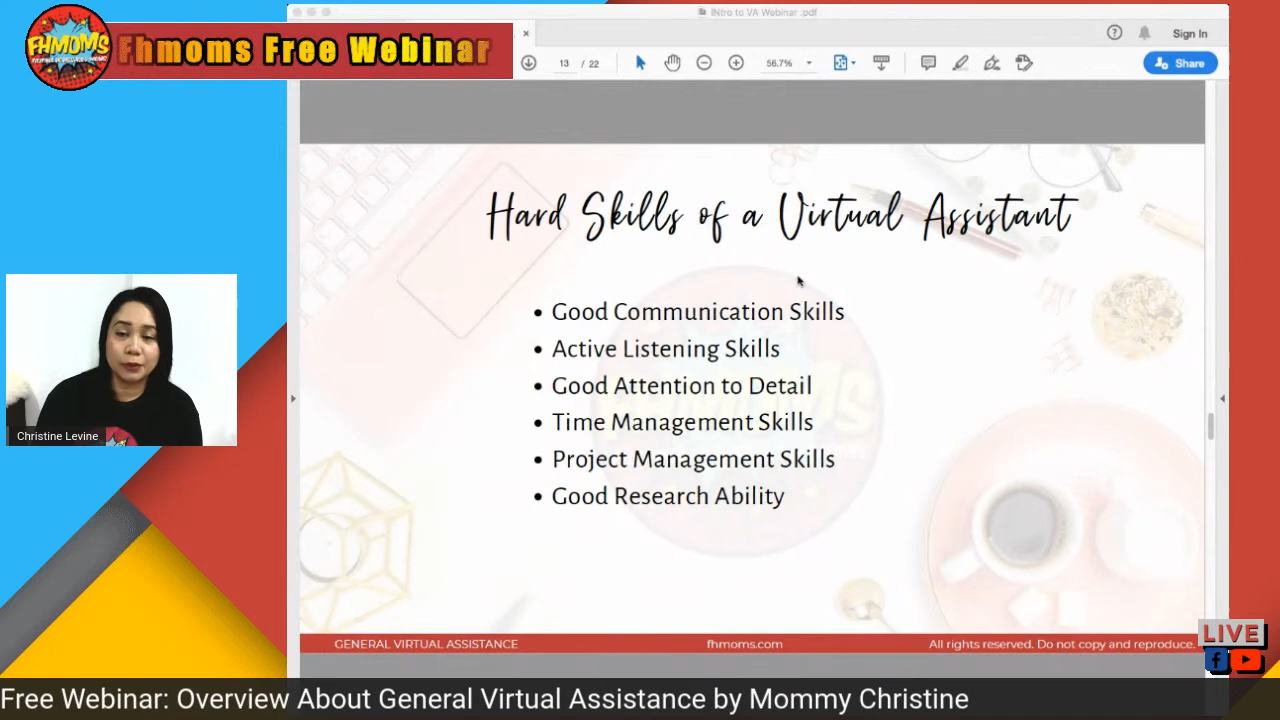 INtro to VA Webinar .pdf
FHMOMS
Fhmoms Free Webinar
Sign In
13 / 22
56.7%
Share
Hard Skills of a Virtual Assistant
• Good Communication Skills
• Active Listening Skills
• Good Attention to Detail
• Time Management Skills
• Project Management Skills
• Good Research Ability
Christine Levine
GENERAL VIRTUAL ASSISTANCE
fhmoms.com
All rights reserved. Do not copy and reproduce.
LIVE
Free Webinar: Overview About General Virtual Assistance by Mommy Christine